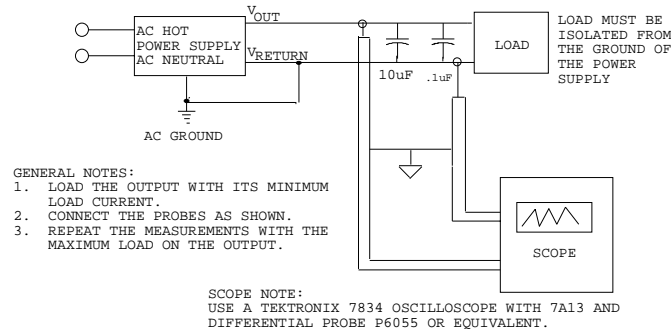 VOUT
AC HOT
POWER SUPPLY
AC NEUTRAL
VRETURN
10uF
.1uF
LOAD
LOAD MUST BE
ISOLATED FROM
THE GROUND OF
THE POWER
SUPPLY
AC GROUND
GENERAL NOTES:
1. LOAD THE OUTPUT WITH ITS MINIMUM
LOAD CURRENT.
2. CONNECT THE PROBES AS SHOWN.
3. REPEAT THE MEASUREMENTS WITH THE
MAXIMUM LOAD ON THE OUTPUT.
SCOPE
SCOPE NOTE:
USE A TEKTRONIX 7834 OSCILLOSCOPE WITH 7A13 AND
DIFFERENTIAL PROBE P6055 OR EQUIVALENT.